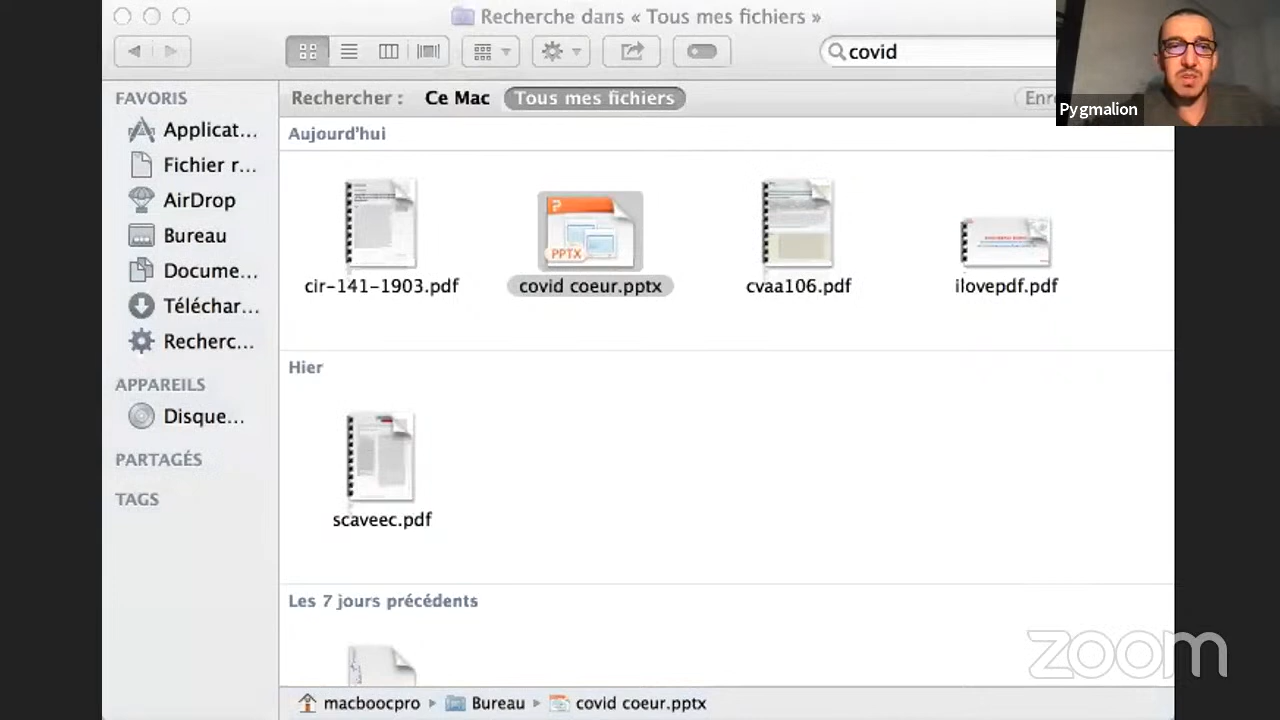 Recherche dans « Tous mes fichiers »
covid
FAVORIS
Rechercher :
Ce Mac
Tous mes fichiers
Pygmalion
Applicat...
Fichier r...
AirDrop
Bureau
Docume...
Téléchar...
Recherc...
APPAREILS
Disque...
PARTAGÉS
TAGS
Aujourd'hui
PPTX
cir-141-1903.pdf
covid coeur.pptx
cvaa106.pdf
ilovepdf.pdf
Hier
scaveec.pdf
Les 7 jours précédents
macboocpro
Bureau
covid coeur.pptx
zoom